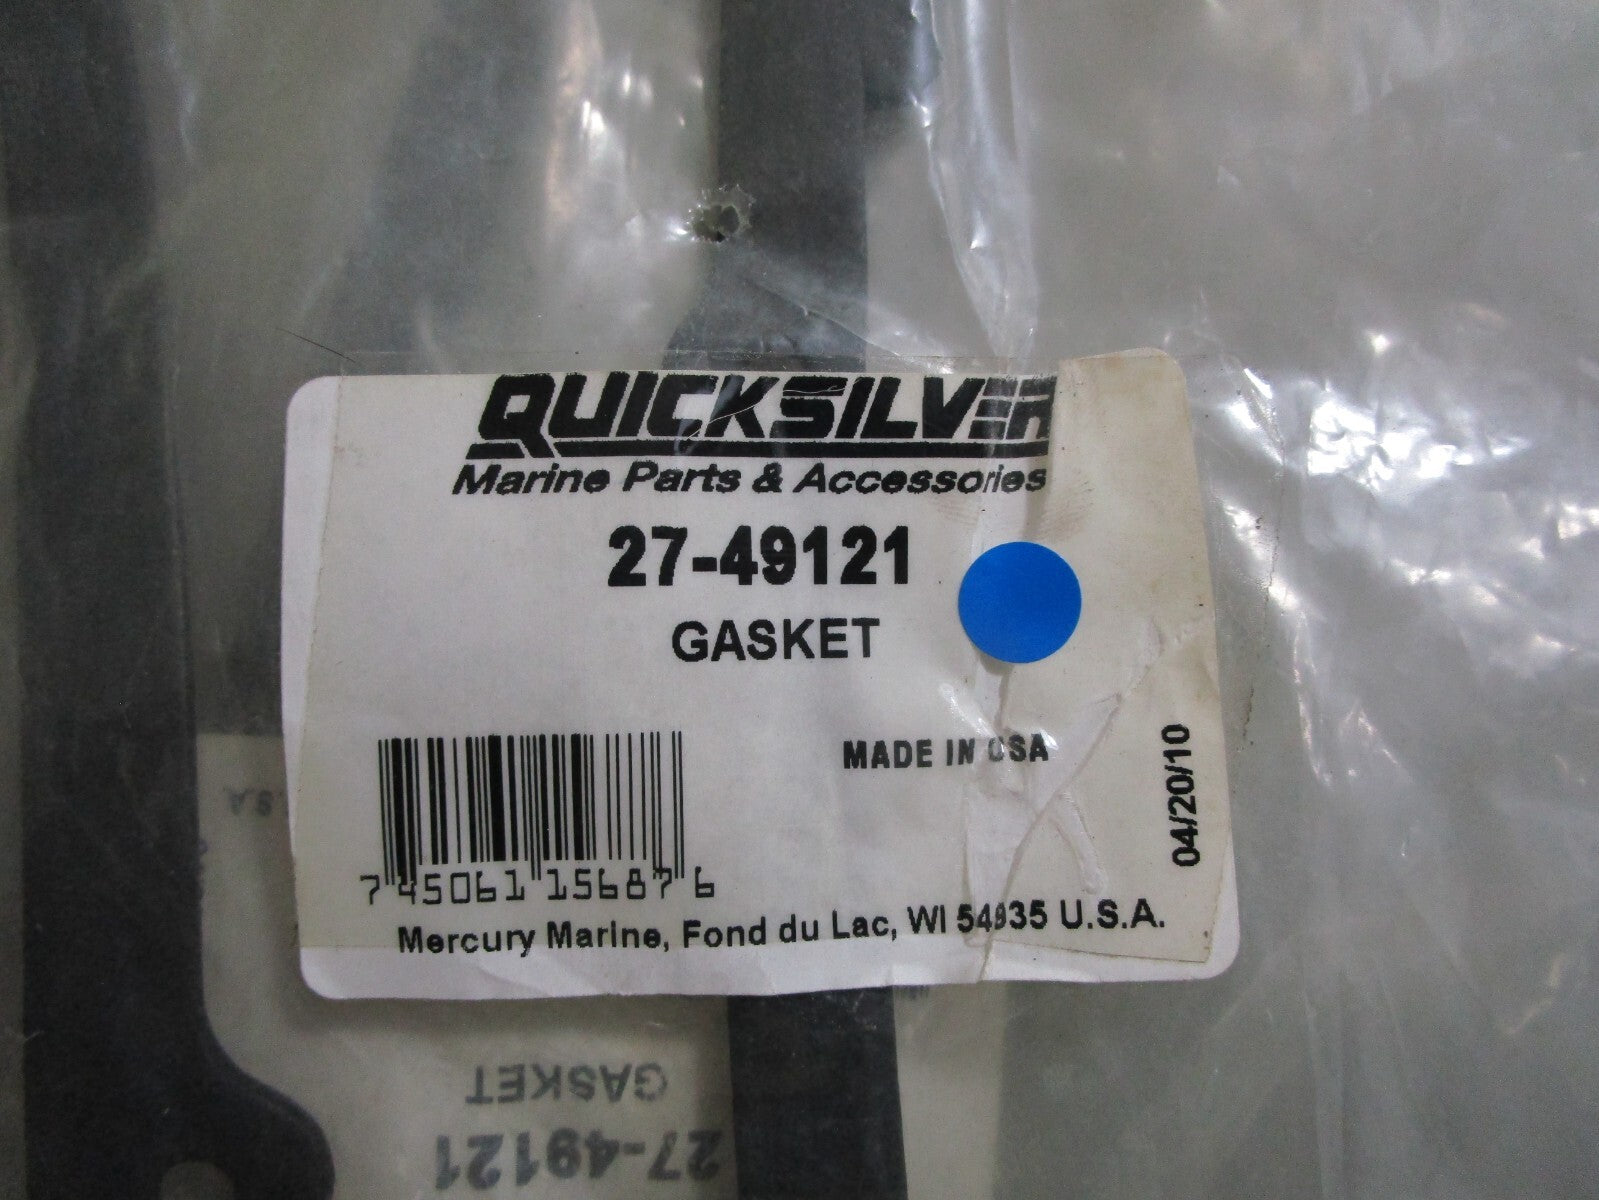 QUICKSILVER
Marine Parts & Accessories
27-49121
GASKET
MADE IN USA
04/20/10
7 45061 15687 6
Mercury Marine, Fond du Lac, WI 54935 U.S.A.
GASKET
27-49121